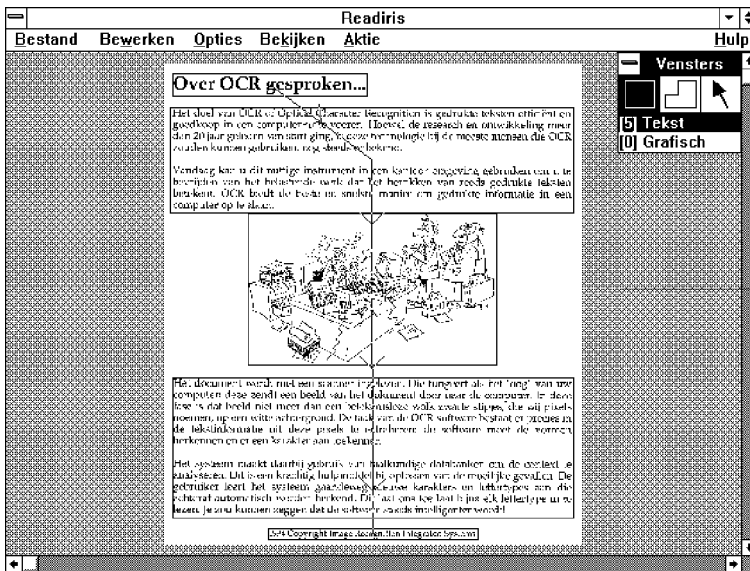 Readiris
Bestand Bewerken Opties Bekijken Aktie Hulp
Vensters
[5] Tekst
[0] Grafisch
Over OCR gesproken...
Het doel van OCR of Optical Character Recognition is gedrukte teksten efficiënt en
goedkoop in een computer in te voeren. Hoewel de research en ontwikkeling meer
dan 20 jaar geleden van start ging, is deze technologie bij de meeste mensen die OCR
zouden kunnen gebruiken, nog steeds onbekend.
Vandaag kan u dit nuttige instrument in een kantoor omgeving gebruiken om u te
bevrijden van het belastende werk dat het intikken van reeds gedrukte teksten
betekent. OCR biedt de beste en snelste manier om gedrukte informatie in een
computer op te slaan.
Het document wordt met een scanner ingelezen. Die fungeert als het 'oog' van uw
computer: deze zendt een beeld van het dokument door naar de computer. In deze
fase is dat beeld niet meer dan een betekenisloze wolk zwarte stipjes, die wij pixels
noemen, op een witte achtergrond. De taak van de OCR software bestaat er precies in
de tekstinformatie uit deze pixels te extraheren: de software moet de vormen
herkennen en er een karakter aan toekennen.
Het systeem maakt daarbij gebruik van taalkundige databanken om de context te
analyseren. Dit is een krachtig hulpmiddel bij oplossen van de moeilijke gevallen. De
gebruiker leert het systeem gaandeweg nieuwe karakters en lettertypes aan die
achteraf automatisch worden herkend. Dit laat ons toe laat bijna elk lettertype in te
lezen. Je zou kunnen zeggen dat de software steeds intelligenter wordt!
Copyright Image Recognition Integrated Systems